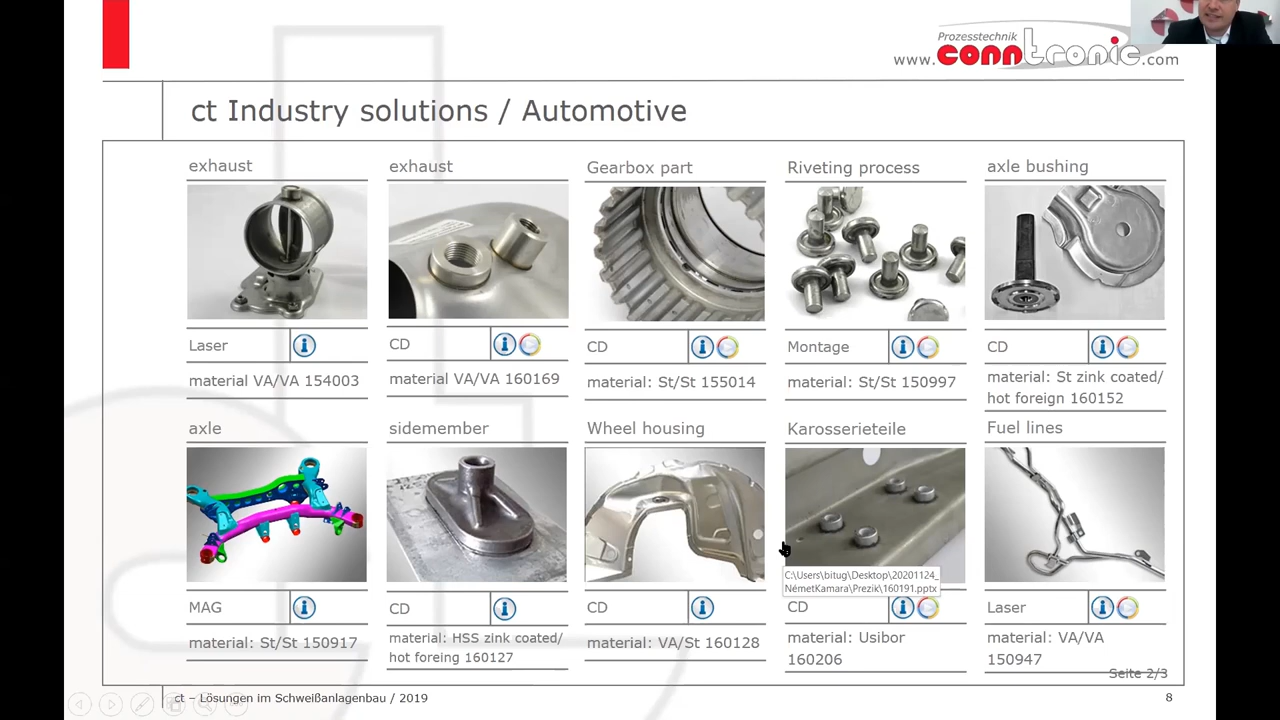 Prozesstechnik
www.conntronic.com
ct Industry solutions / Automotive
exhaust
Laser
material VA/VA 154003
exhaust
CD
material VA/VA 160169
Gearbox part
CD
material: St/St 155014
Riveting process
Montage
material: St/St 150997
axle bushing
CD
material: St zink coated/
hot foreign 160152
axle
MAG
material: St/St 150917
sidemember
CD
material: HSS zink coated/
hot foreing 160127
Wheel housing
CD
material: VA/St 160128
Karosserieteile
C:\Users\bitug\Desktop\20201124_
NémetKamara\Prezik\160191.pptx
CD
material: Usibor
160206
Fuel lines
Laser
material: VA/VA
150947
Seite 2/3
ct – Lösungen im Schweißanlagenbau / 2019
8